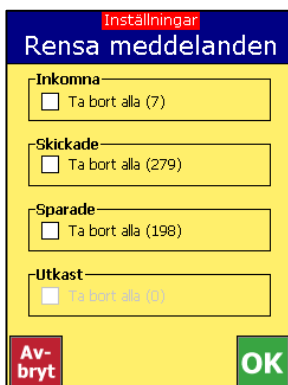 Inställningar
Rensa meddelanden
Inkomna
Ta bort alla (7)
Skickade
Ta bort alla (279)
Sparade
Ta bort alla (198)
Utkast
Ta bort alla (0)
Av-
bryt
OK